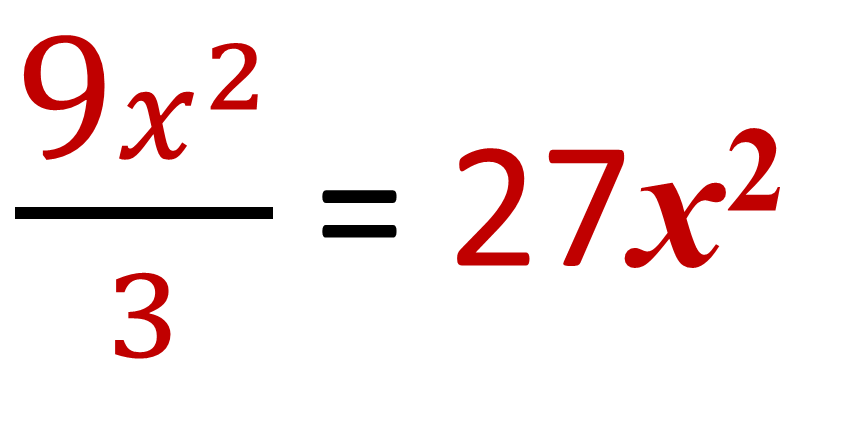 9x²
3
= 27x²